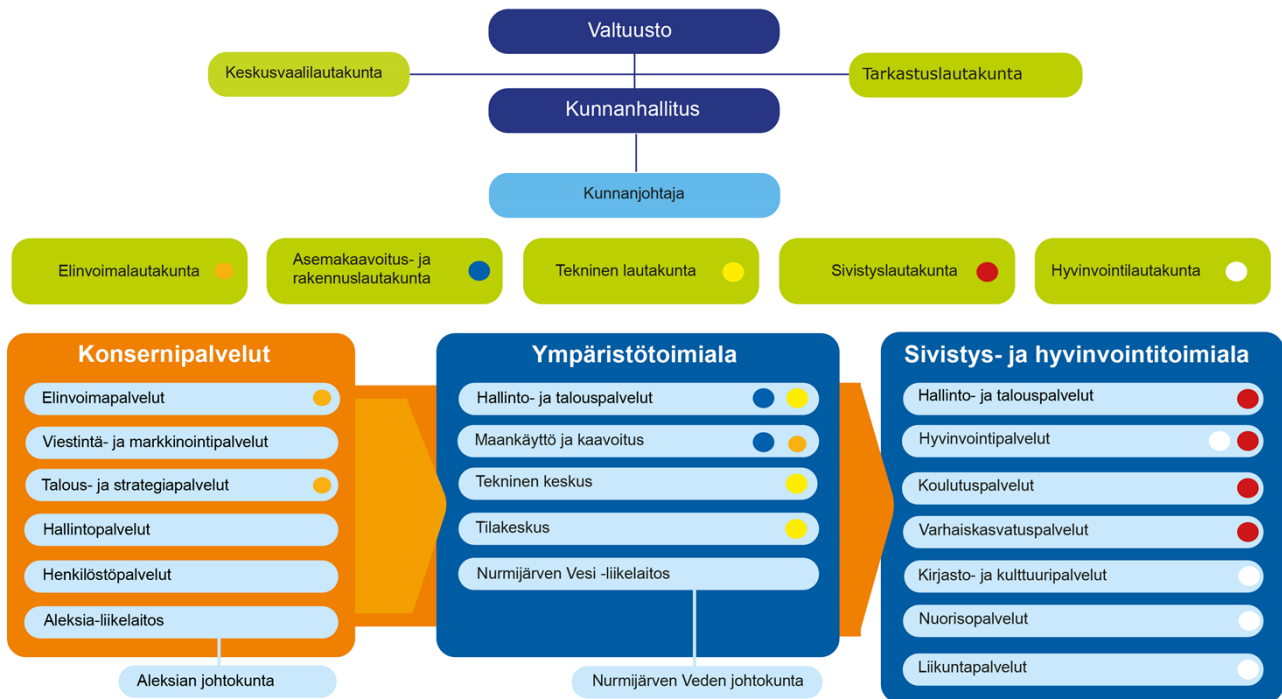 Valtuusto
Keskusvaalilautakunta
Tarkastuslautakunta
Kunnanhallitus
Kunnanjohtaja
Elinvoimalautakunta
Asemakaavoitus- ja
rakennuslautakunta
Tekninen lautakunta
Sivistyslautakunta
Hyvinvointilautakunta
Konsernipalvelut
Elinvoimapalvelut
Viestintä- ja markkinointipalvelut
Talous- ja strategiapalvelut
Hallintopalvelut
Henkilöstöpalvelut
Aleksia-liikelaitos
Aleksian johtokunta
Ympäristötoimiala
Hallinto- ja talouspalvelut
Maankäyttö ja kaavoitus
Tekninen keskus
Tilakeskus
Nurmijärven Vesi -liikelaitos
Nurmijärven Veden johtokunta
Sivistys- ja hyvinvointitoimiala
Hallinto- ja talouspalvelut
Hyvinvointipalvelut
Koulutuspalvelut
Varhaiskasvatuspalvelut
Kirjasto- ja kulttuuripalvelut
Nuorisopalvelut
Liikuntapalvelut